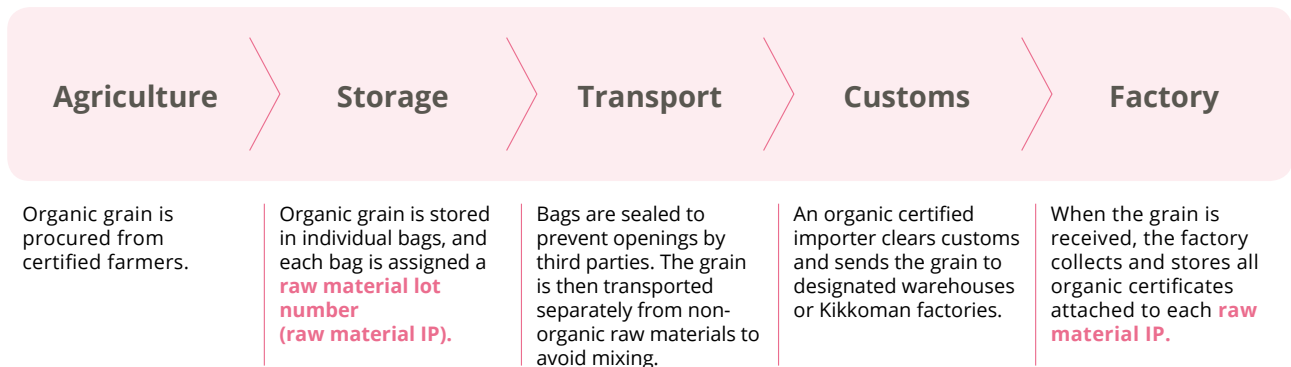 Agriculture
Storage
Transport
Customs
Factory
Organic grain is
procured from
certified farmers.
Organic grain is stored
in individual bags, and
each bag is assigned a
raw material lot
number
(raw material IP).
Bags are sealed to
prevent openings by
third parties. The grain
is then transported
separately from non-
organic raw materials to
avoid mixing.
An organic certified
importer clears customs
and sends the grain to
designated warehouses
or Kikkoman factories.
When the grain is
received, the factory
collects and stores all
organic certificates
attached to each raw
material IP.